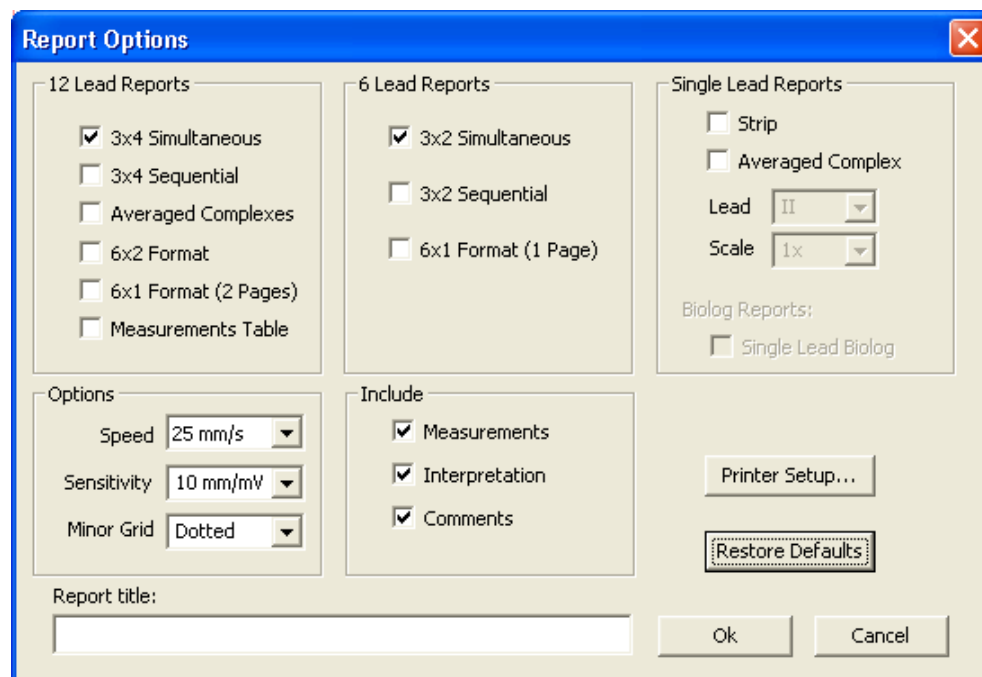 Report Options
12 Lead Reports
3x4 Simultaneous
3x4 Sequential
Averaged Complexes
6x2 Format
6x1 Format (2 Pages)
Measurements Table
6 Lead Reports
3x2 Simultaneous
3x2 Sequential
6x1 Format (1 Page)
Single Lead Reports
Strip
Averaged Complex
Lead II
Scale 1x
Biolog Reports:
Single Lead Biolog
Options
Speed 25 mm/s
Sensitivity 10 mm/mV
Minor Grid Dotted
Include
Measurements
Interpretation
Comments
Printer Setup...
Restore Defaults
Report title:
Ok
Cancel